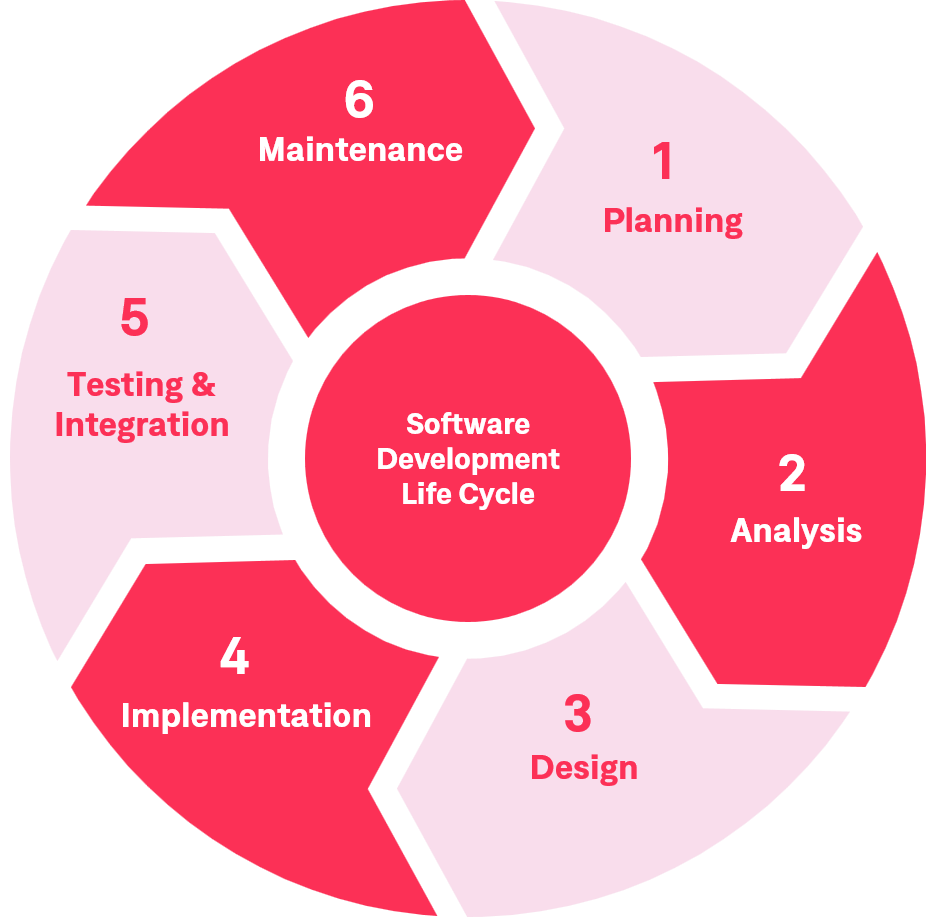 Software
Development
Life Cycle
1
Planning
2
Analysis
3
Design
4
Implementation
5
Testing &
Integration
6
Maintenance